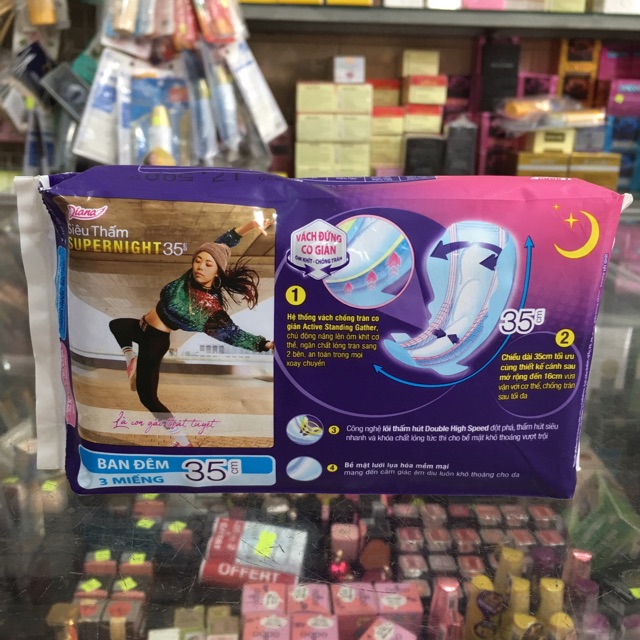 Diana
Siêu Thấm
SUPERNIGHT 35cm
Là con gái thật tuyệt
BAN ĐÊM
3 MIẾNG
35cm
VÁCH ĐỨNG
CO GIÃN
ÔM KHÍT - CHỐNG TRÀN
1
Hệ thống vách chống tràn co
giãn Active Standing Gather,
chủ động nâng lên ôm khít cơ
thể, ngăn chất lỏng tràn sang
2 bên, an toàn trong mọi
xoay chuyển
35cm
2
Chiều dài 35cm tối ưu
cùng thiết kế cánh sau
mở rộng đến 16cm vừa
vặn với cơ thể, chống tràn
sau tối đa
3
Công nghệ lõi thấm hút Double High Speed đột phá, thấm hút siêu
nhanh và khóa chất lỏng tức thì cho bề mặt khô thoáng vượt trội
4
Bề mặt lưới lụa hóa mềm mại
mang đến cảm giác êm dịu luôn khô thoáng cho da
OFFERT